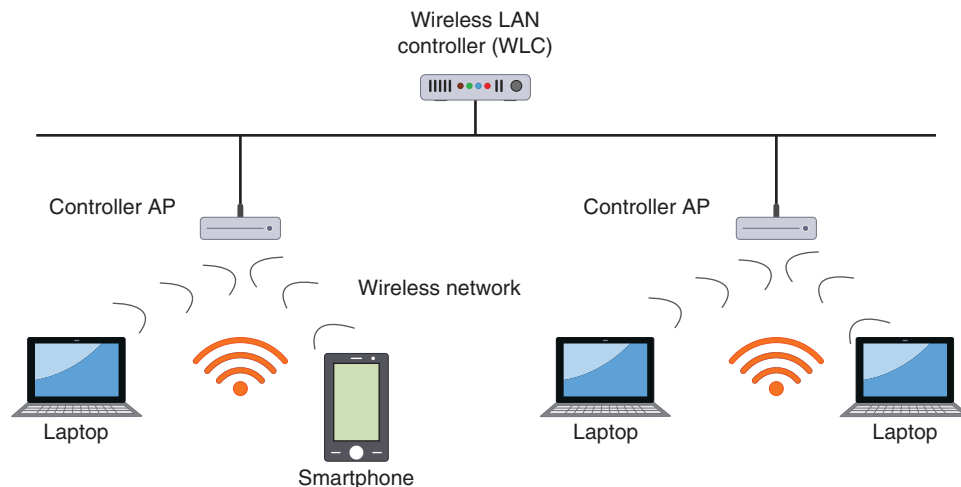 Wireless LAN
controller (WLC)
Controller AP
Controller AP
Wireless network
Laptop
Smartphone
Laptop
Laptop